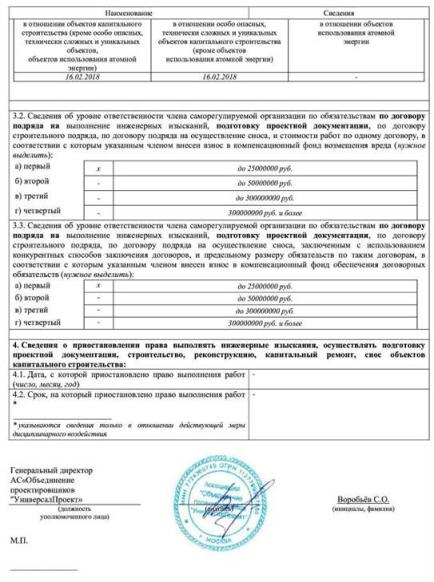 Наименование Сведения
в отношении объектов капитального строительства (кроме особо опасных, технически сложных и уникальных объектов, объектов использования атомной энергии)
в отношении особо опасных, технически сложных и уникальных объектов капитального строительства (кроме объектов использования атомной энергии)
в отношении объектов использования атомной энергии
16.02.2018 16.02.2018 -
3.2. Сведения об уровне ответственности члена саморегулируемой организации по обязательствам по договору
подряда на выполнение инженерных изысканий, подготовку проектной документации, по договору
строительного подряда, по договору подряда на осуществление сноса, и стоимости работ по одному договору, в
соответствии с которым указанным членом внесен взнос в компенсационный фонд возмещения вреда (нужное
выделить):
а) первый х до 25000000 руб.
б) второй - до 50000000 руб.
в) третий - до 300000000 руб.
г) четвертый - 300000000 руб. и более
3.3. Сведения об уровне ответственности члена саморегулируемой организации по обязательствам по договору
подряда на выполнение инженерных изысканий, подготовку проектной документации, по договору
строительного подряда, по договору подряда на осуществление сноса, заключенным с использованием
конкурентных способов заключения договоров, и предельному размеру обязательств по таким договорам, в
соответствии с которым указанным членом внесен взнос в компенсационный фонд обеспечения договорных
обязательств (нужное выделить):
а) первый х до 25000000 руб.
б) второй - до 50000000 руб.
в) третий - до 300000000 руб.
г) четвертый - 300000000 руб. и более
4. Сведения о приостановлении права выполнять инженерные изыскания, осуществлять подготовку
проектной документации, строительство, реконструкцию, капитальный ремонт, снос объектов
капитального строительства:
4.1. Дата, с которой приостановлено право выполнения работ -
(число, месяц, год)
4.2. Срок, на который приостановлено право выполнения работ -
*
*указываются сведения только в отношении действующей меры
дисциплинарного воздействия
Генеральный директор
АС«Объединение
проектировщиков
"УниверсалПроект»
(должность
уполномоченного лица)
(подпись)
Воробьёв С.О.
(инициалы, фамилия)
М.П.
МОСКВА